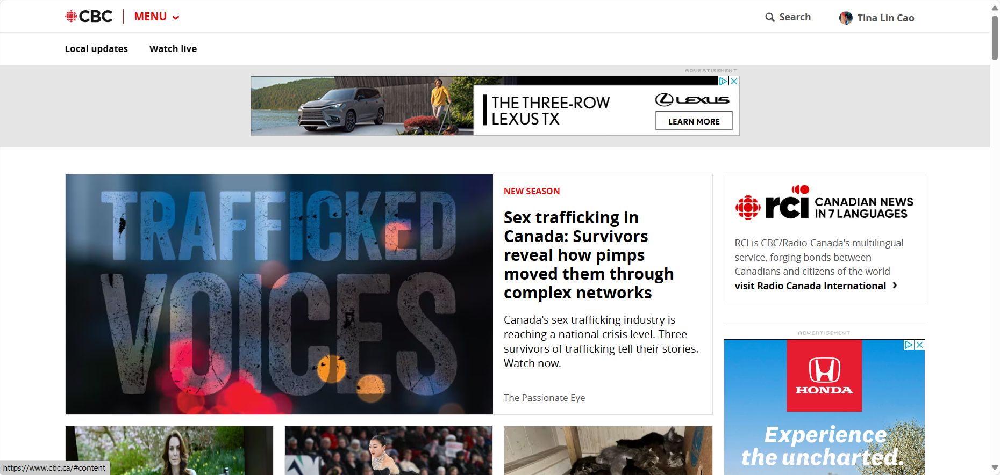 CBC
MENU
Search
Tina Lin Cao
Local updates
Watch live
ADVERTISEMENT
THE THREE-ROW
LEXUS TX
LEXUS
LEARN MORE
TRAFFICKED
VOICES
NEW SEASON
Sex trafficking in
Canada: Survivors
reveal how pimps
moved them through
complex networks
Canada's sex trafficking industry is
reaching a national crisis level. Three
survivors of trafficking tell their stories.
Watch now.
The Passionate Eye
rci CANADIAN NEWS
IN 7 LANGUAGES
RCI is CBC/Radio-Canada's multilingual
service, forging bonds between
Canadians and citizens of the world
visit Radio Canada International
ADVERTISEMENT
HONDA
Experience
the uncharted.
https://www.cbc.ca/#content